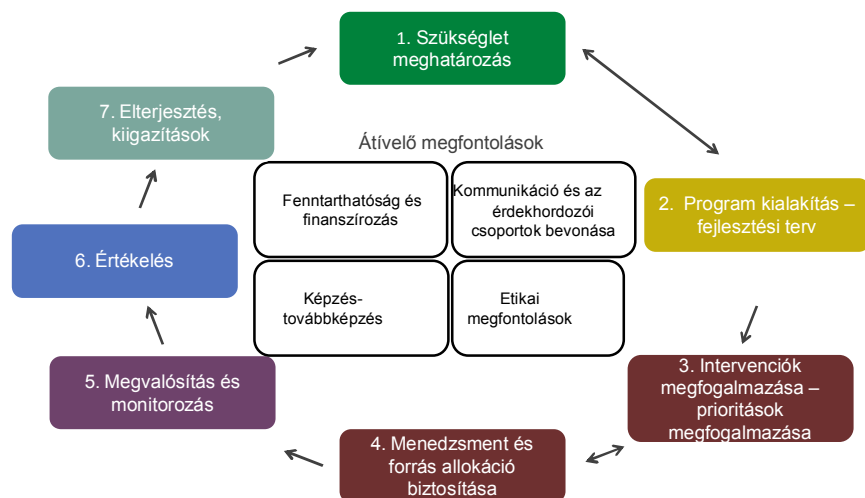 1. Szükséglet
meghatározás
7. Elterjesztés,
kiigazítások
Átívelő megfontolások
Fenntarthatóság és
finanszírozás
Kommunikáció és az
érdekhordozói
csoportok bevonása
2. Program kialakítás –
fejlesztési terv
6. Értékelés
Képzés-
továbbképzés
Etikai
megfontolások
5. Megvalósítás és
monitorozás
3. Intervenciók
megfogalmazása –
prioritások
megfogalmazása
4. Menedzsment és
forrás allokáció
biztosítása